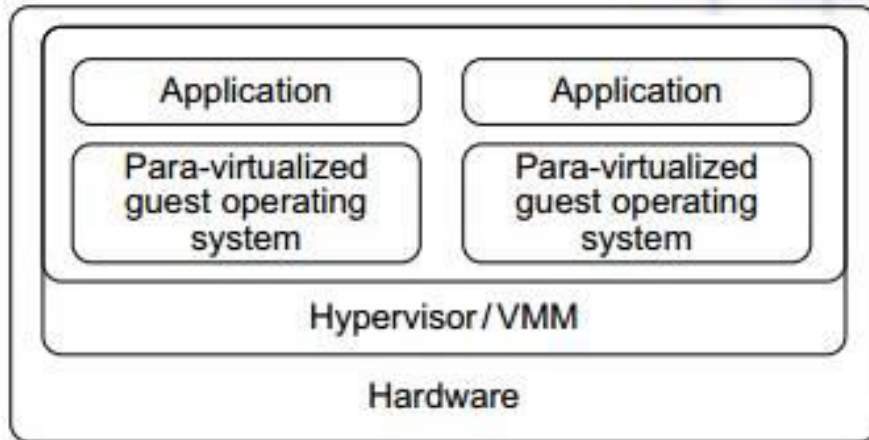 Application
Application
Para-virtualized
guest operating
system
Para-virtualized
guest operating
system
Hypervisor / VMM
Hardware